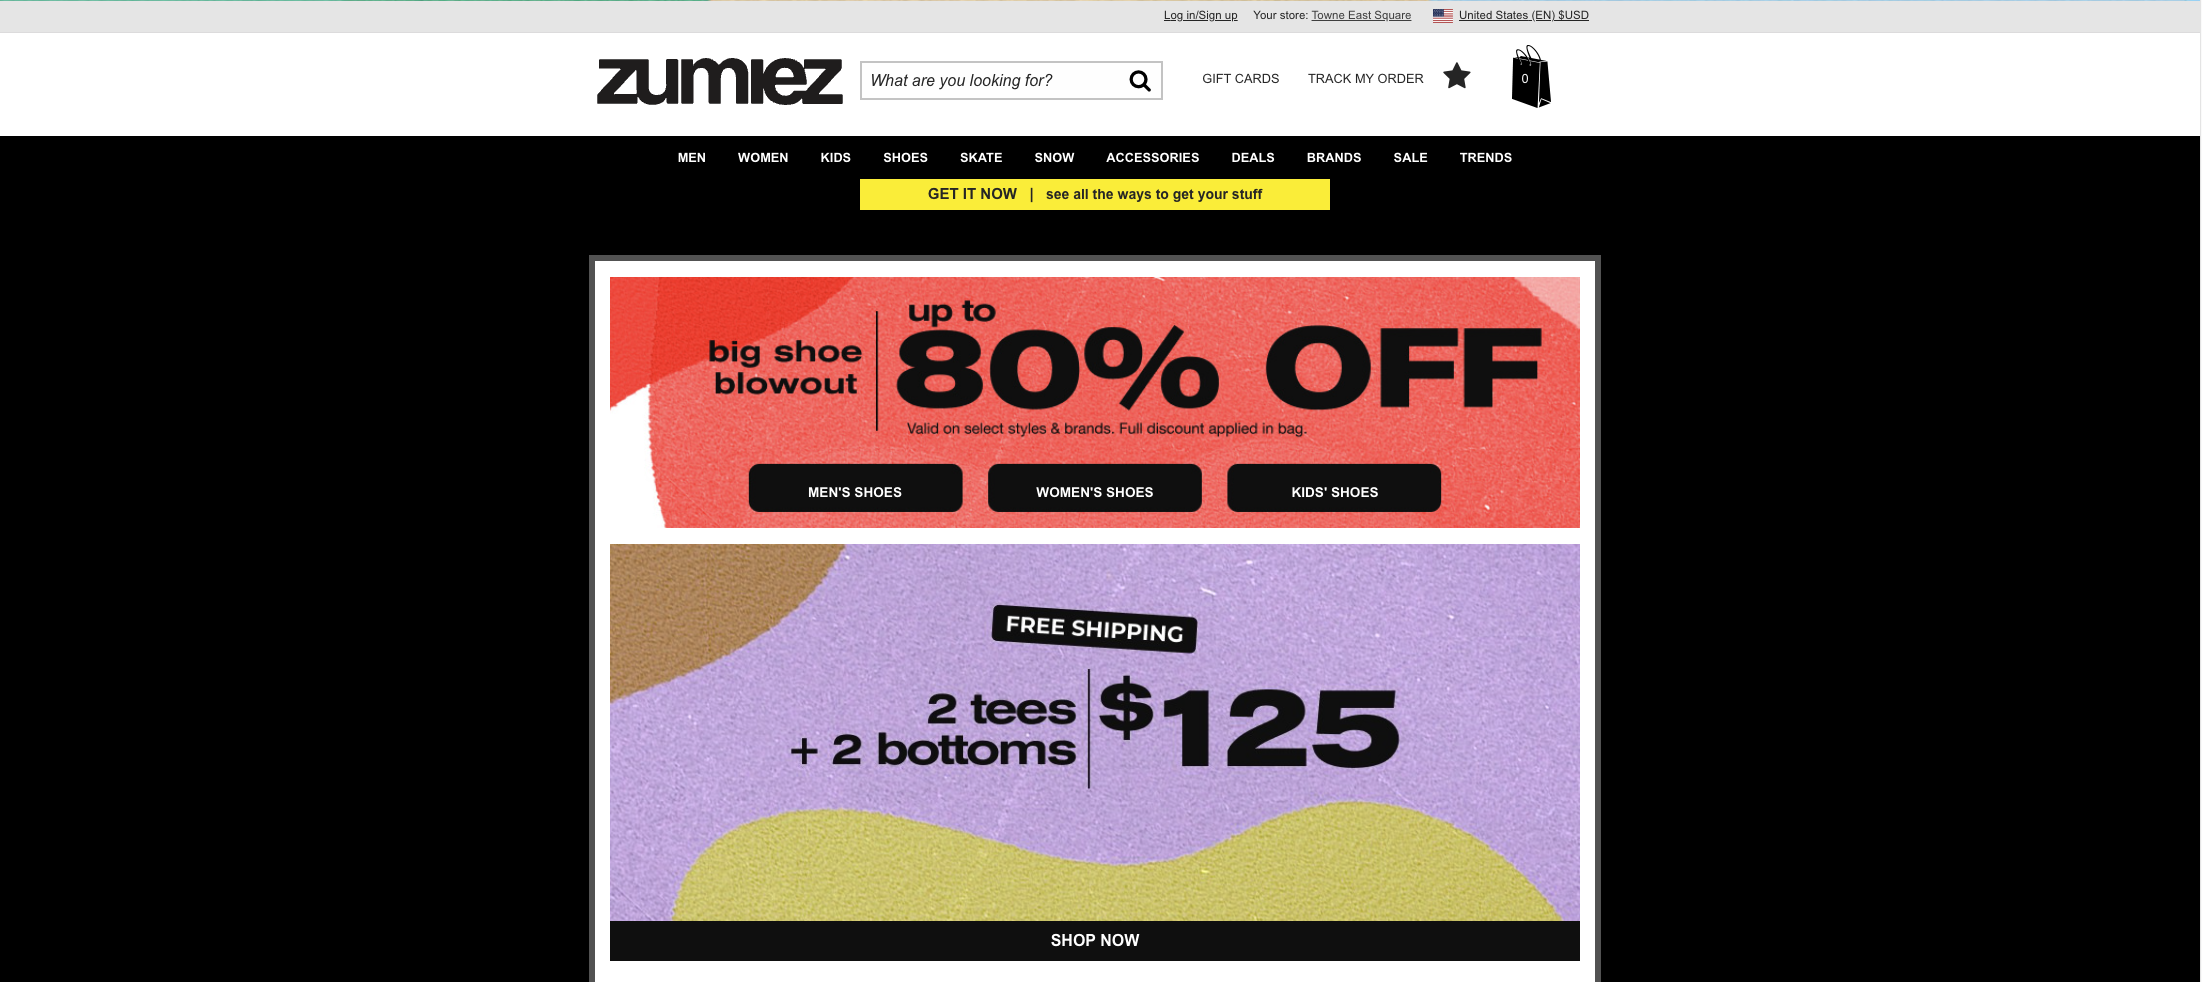 Log in/Sign up Your store: Towne East Square United States (EN) $USD
zumiez What are you looking for? GIFT CARDS TRACK MY ORDER 0
MEN WOMEN KIDS SHOES SKATE SNOW ACCESSORIES DEALS BRANDS SALE TRENDS
GET IT NOW | see all the ways to get your stuff
big shoe
blowout
up to
80% OFF
Valid on select styles & brands. Full discount applied in bag.
MEN'S SHOES WOMEN'S SHOES KIDS' SHOES
FREE SHIPPING
2 tees
+ 2 bottoms
$125
SHOP NOW